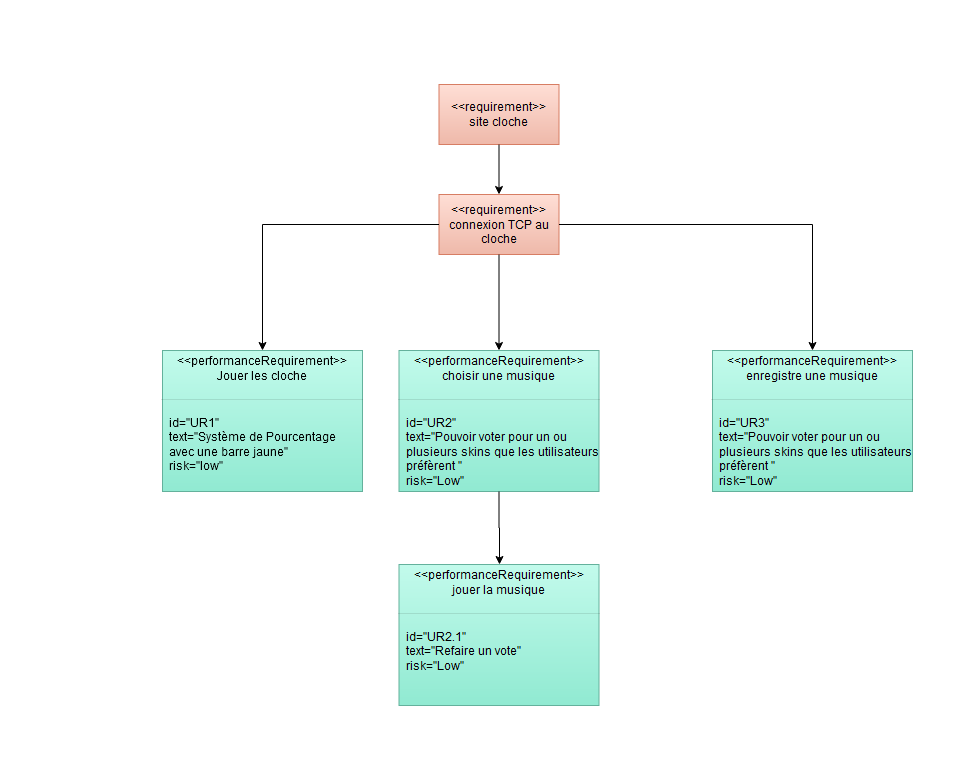 <<requirement>>
site cloche
<<requirement>>
connexion TCP au
cloche
<<performanceRequirement>>
Jouer les cloche
id="UR1"
text="Système de Pourcentage
avec une barre jaune"
risk="low"
<<performanceRequirement>>
choisir une musique
id="UR2"
text="Pouvoir voter pour un ou
plusieurs skins que les utilisateurs
préfèrent "
risk="Low"
<<performanceRequirement>>
enregistre une musique
id="UR3"
text="Pouvoir voter pour un ou
plusieurs skins que les utilisateurs
préfèrent "
risk="Low"
<<performanceRequirement>>
jouer la musique
id="UR2.1"
text="Refaire un vote"
risk="Low"